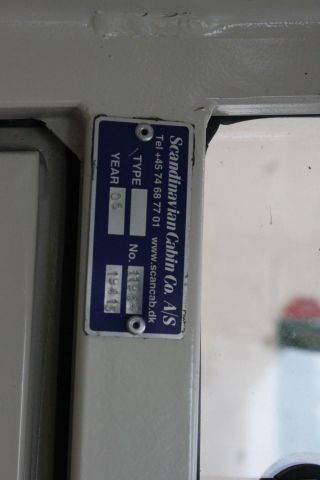 Scandinavian Cabin Co. A/S
Tel +45 74 68 77 01 www.scancab.dk
TYPE No.
YEAR 05